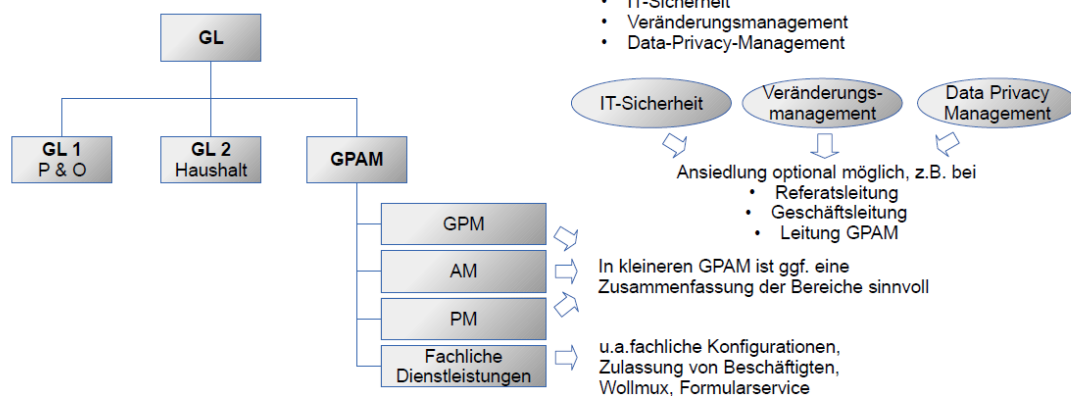 GL
GL 1
P & O
GL 2
Haushalt
GPAM
GPM
AM
PM
Fachliche
Dienstleistungen
• IT-Sicherheit
• Veränderungsmanagement
• Data-Privacy-Management
IT-Sicherheit
Veränderungs-
management
Data Privacy
Management
Ansiedlung optional möglich, z.B. bei
• Referatsleitung
• Geschäftsleitung
• Leitung GPAM
In kleineren GPAM ist ggf. eine
Zusammenfassung der Bereiche sinnvoll
u.a.fachliche Konfigurationen,
Zulassung von Beschäftigten,
Wollmux, Formularservice